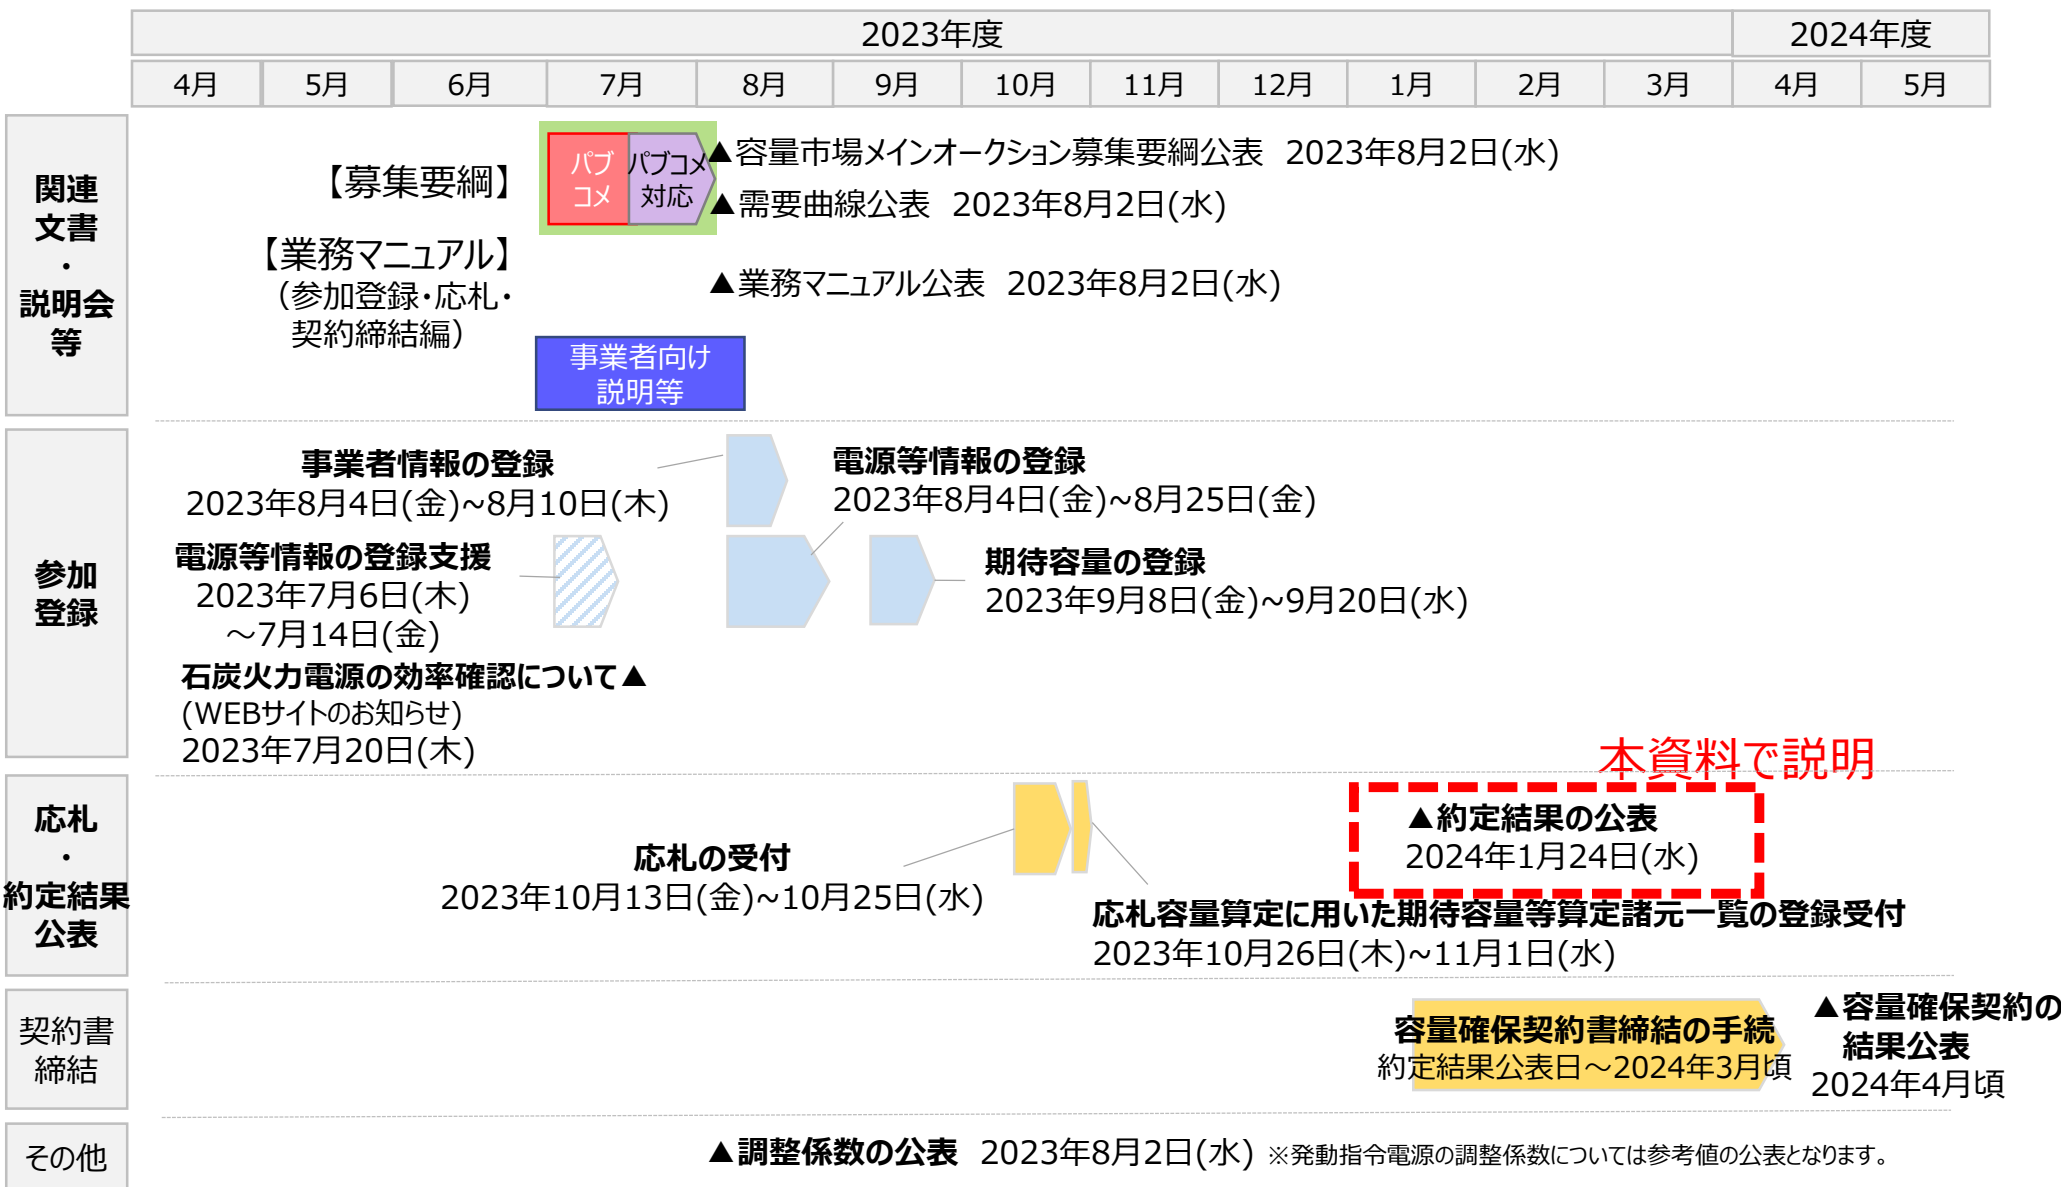 2023年度
2024年度
4月
5月
6月
7月
8月
9月
10月
11月
12月
1月
2月
3月
4月
5月
関連
文書
・
説明会
等
【募集要綱】
パブ
コメ
パブコメ
対応
▲容量市場メインオークション募集要綱公表 2023年8月2日(水)
▲需要曲線公表 2023年8月2日(水)
【業務マニュアル】
（参加登録・応札・
契約締結編）
▲業務マニュアル公表 2023年8月2日(水)
事業者向け
説明等
参加
登録
事業者情報の登録
2023年8月4日(金)~8月10日(木)
電源等情報の登録
2023年8月4日(金)~8月25日(金)
電源等情報の登録支援
2023年7月6日(木)
～7月14日(金)
期待容量の登録
2023年9月8日(金)~9月20日(水)
石炭火力電源の効率確認について▲
(WEBサイトのお知らせ)
2023年7月20日(木)
応札
・
約定結果
公表
本資料で説明
▲約定結果の公表
2024年1月24日(水)
応札の受付
2023年10月13日(金)~10月25日(水)
応札容量算定に用いた期待容量等算定諸元一覧の登録受付
2023年10月26日(木)~11月1日(水)
契約書
締結
容量確保契約書締結の手続
約定結果公表日～2024年3月頃
▲容量確保契約の
結果公表
2024年4月頃
その他
▲調整係数の公表 2023年8月2日(水) ※発動指令電源の調整係数については参考値の公表となります。